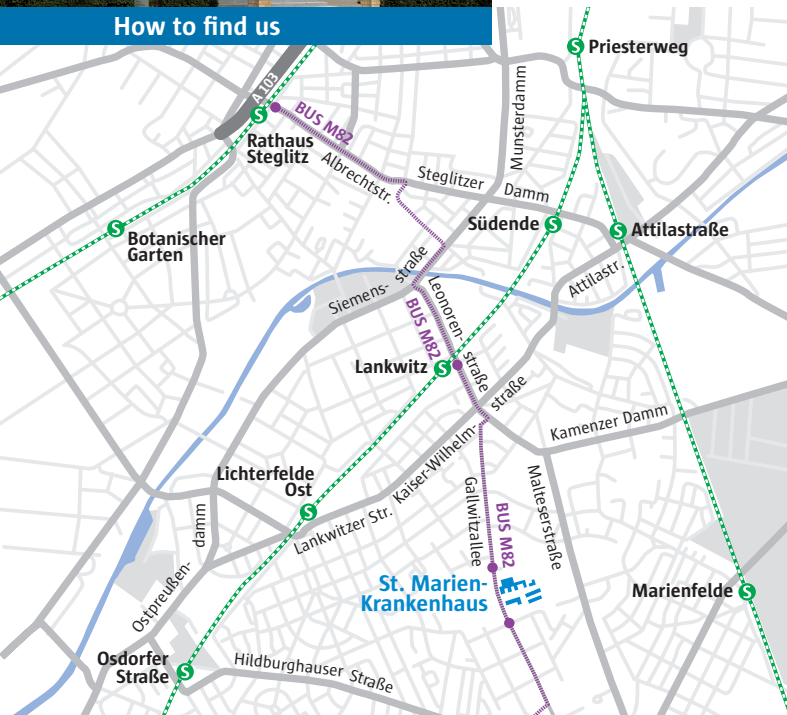 How to find us
S Priesterweg
A 103
S
BUS M82
Rathaus
Steglitz
Albrechtstr.
Munsterdamm
Steglitzer Damm
Südende S
S Attilastraße
S
Botanischer
Garten
Siemens-
straße
Attilastr.
Leonoren-
straße
BUS M82
Lankwitz S
straße
Kaiser-Wilhelm-
Kamenzer Damm
Lichterfelde
Ost
S
Lankwitzer Str.
damm
Ostpreußen-
Gallwitzallee
BUS M82
Malteserstraße
St. Marien-
Krankenhaus
Marienfelde S
Osdorfer
Straße
S
Hildburghauser Straße